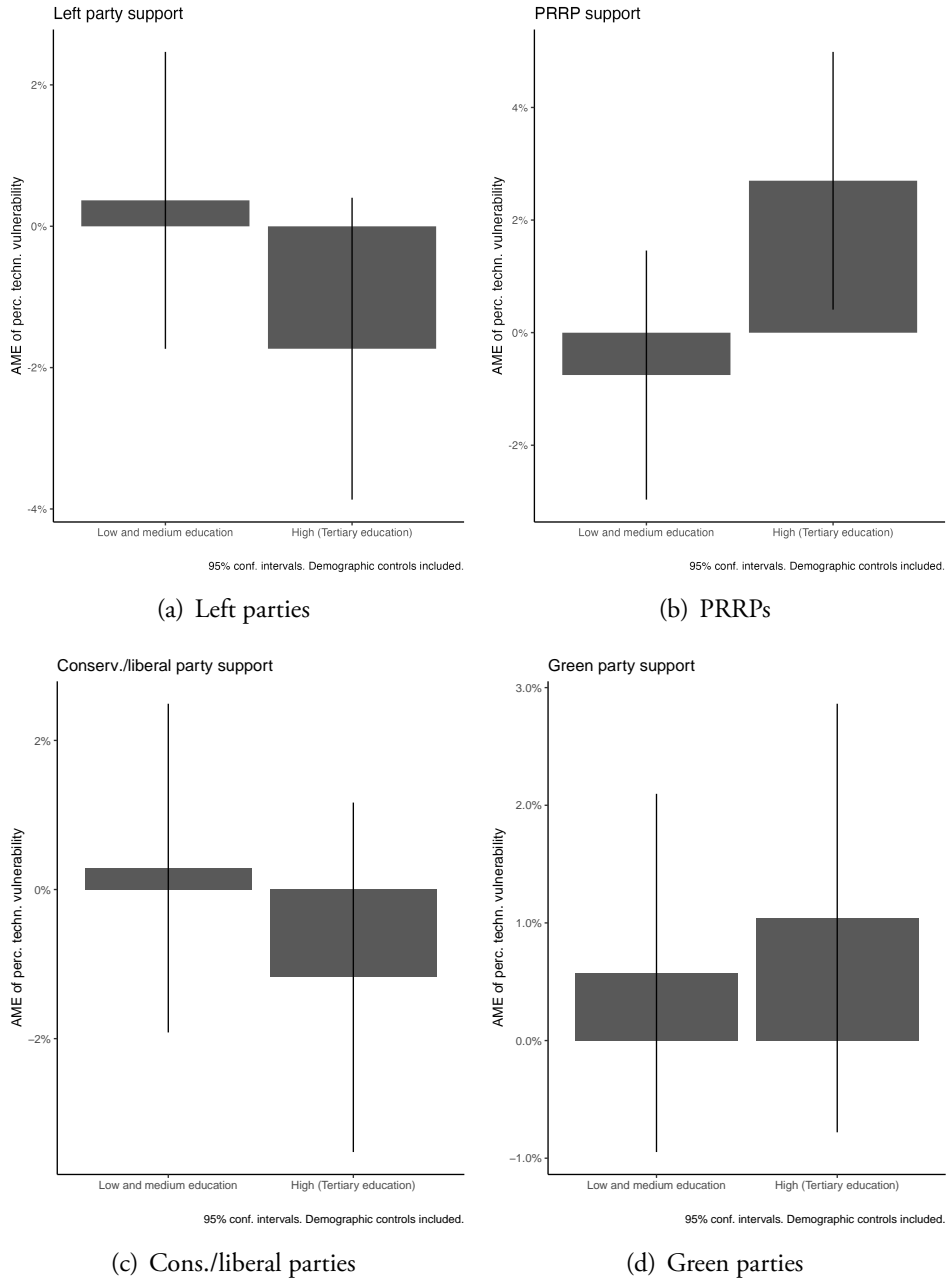 Left party support
AME of perc. techn. vulnerability
2%
0%
-2%
-4%
Low and medium education
High (Tertiary education)
95% conf. intervals. Demographic controls included.
(a) Left parties
PRRP support
AME of perc. techn. vulnerability
4%
2%
0%
-2%
Low and medium education
High (Tertiary education)
95% conf. intervals. Demographic controls included.
(b) PRRPs
Conserv./liberal party support
AME of perc. techn. vulnerability
2%
0%
−2%
Low and medium education
High (Tertiary education)
95% conf. intervals. Demographic controls included.
(c) Cons./liberal parties
Green party support
AME of perc. techn. vulnerability
3.0%
2.0%
1.0%
0.0%
−1.0%
Low and medium education
High (Tertiary education)
95% conf. intervals. Demographic controls included.
(d) Green parties